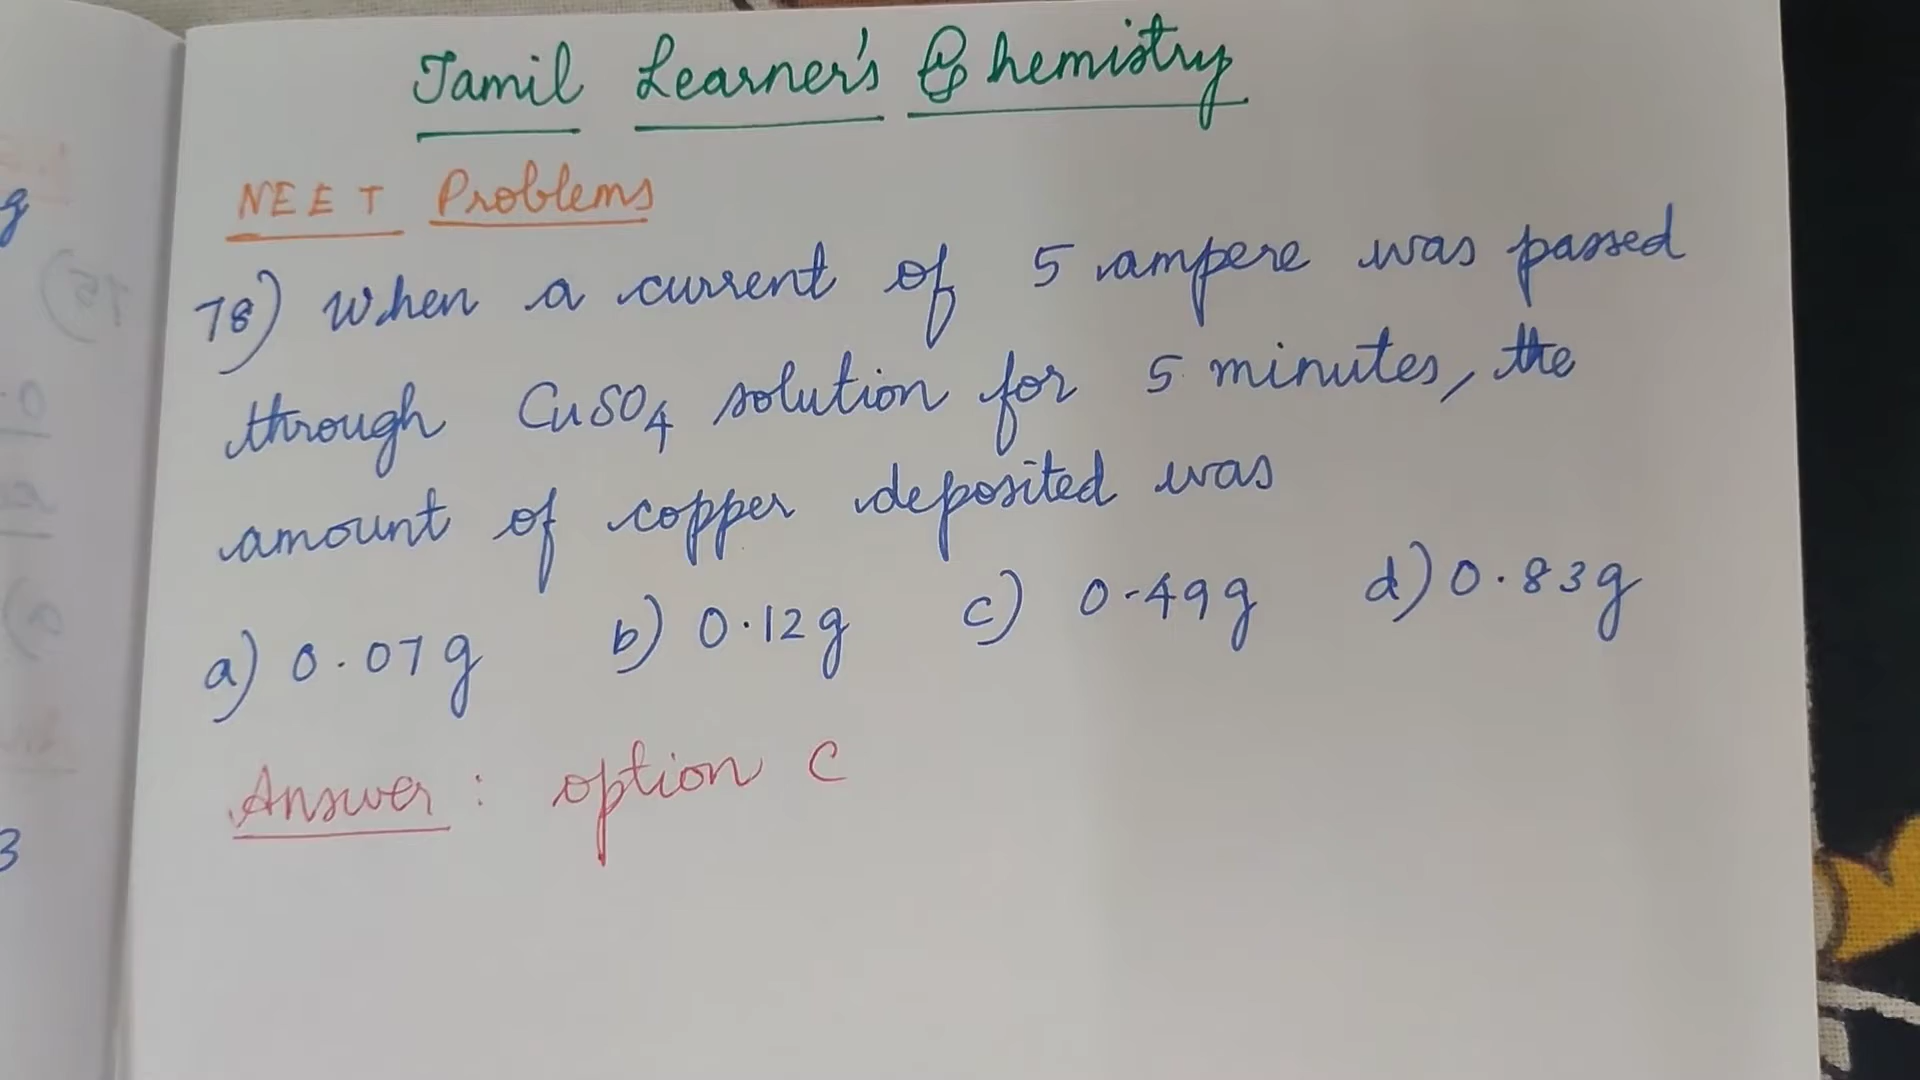 Tamil Learner's Chemistry
NEET Problems
78) When a current of 5 ampere was passed
through CuSO4 solution for 5 minutes, the
amount of copper deposited was
a) 0.07g b) 0.12g c) 0.49g d) 0.83g
Answer: option C
g
3